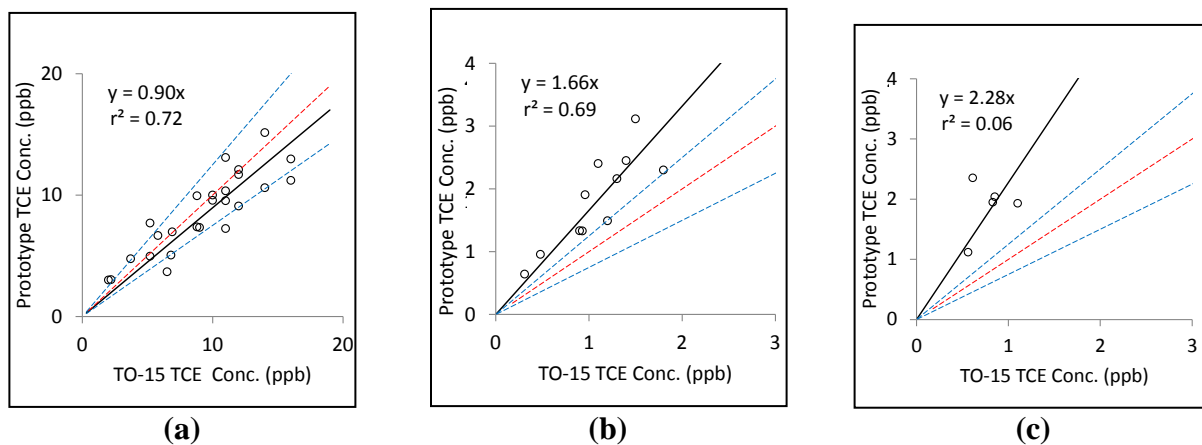 Prototype TCE Conc. (ppb)
20
10
0
y = 0.90x
r² = 0.72
0 10 20
TO-15 TCE Conc. (ppb)
(a)
Prototype TCE Conc. (ppb)
4
3
2
1
0
y = 1.66x
r² = 0.69
0 1 2 3
TO-15 TCE Conc. (ppb)
(b)
Prototype TCE Conc. (ppb)
4
3
2
1
0
y = 2.28x
r² = 0.06
0 1 2 3
TO-15 TCE Conc. (ppb)
(c)